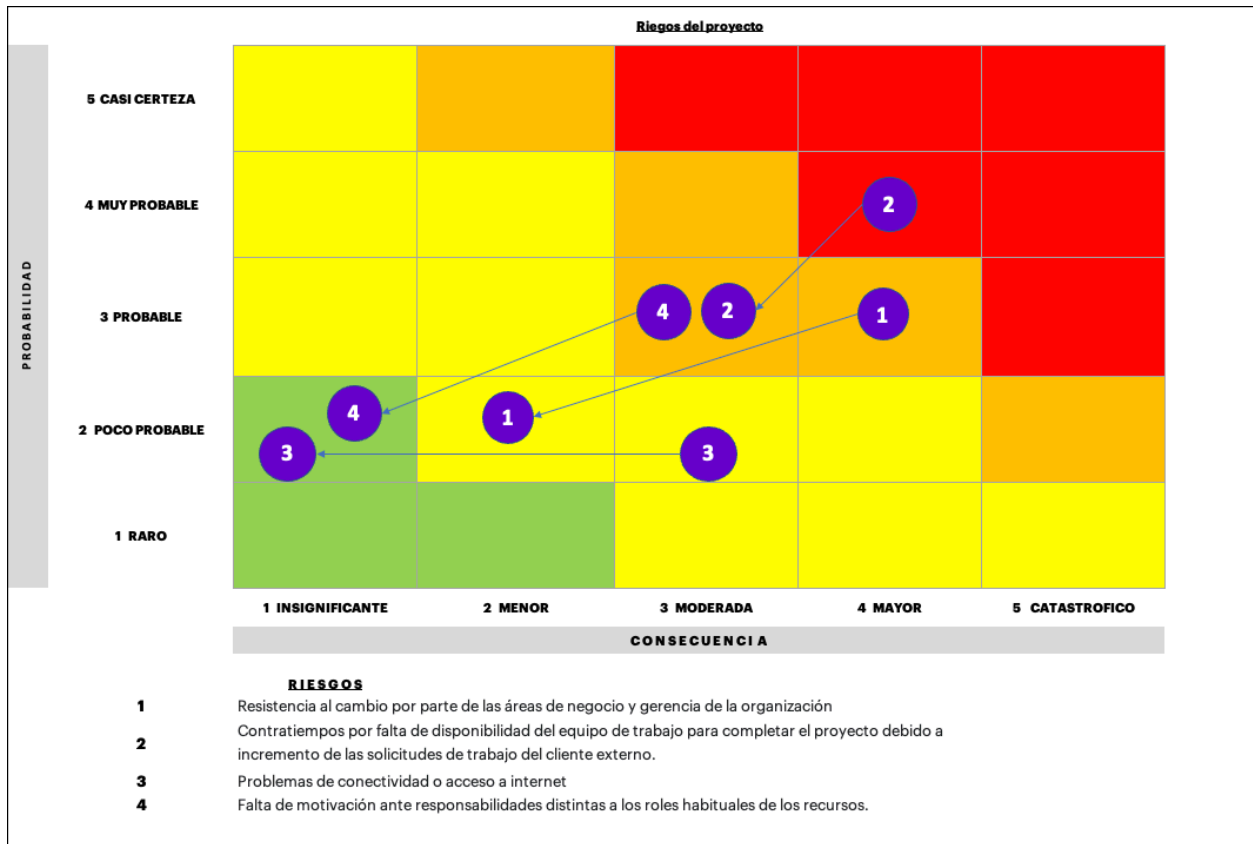 Riegos del proyecto
5 CASI CERTEZA
4 MUY PROBABLE
2
PROBABILIDAD
3 PROBABLE
4
2
1
2 POCO PROBABLE
4
1
3
3
1 RARO
1 INSIGNIFICANTE
2 MENOR
3 MODERADA
4 MAYOR
5 CATASTROFICO
CONSECUENCIA
RIESGOS
1 Resistencia al cambio por parte de las áreas de negocio y gerencia de la organización
2 Contratiempos por falta de disponibilidad del equipo de trabajo para completar el proyecto debido a
incremento de las solicitudes de trabajo del cliente externo.
3 Problemas de conectividad o acceso a internet
4 Falta de motivación ante responsabilidades distintas a los roles habituales de los recursos.